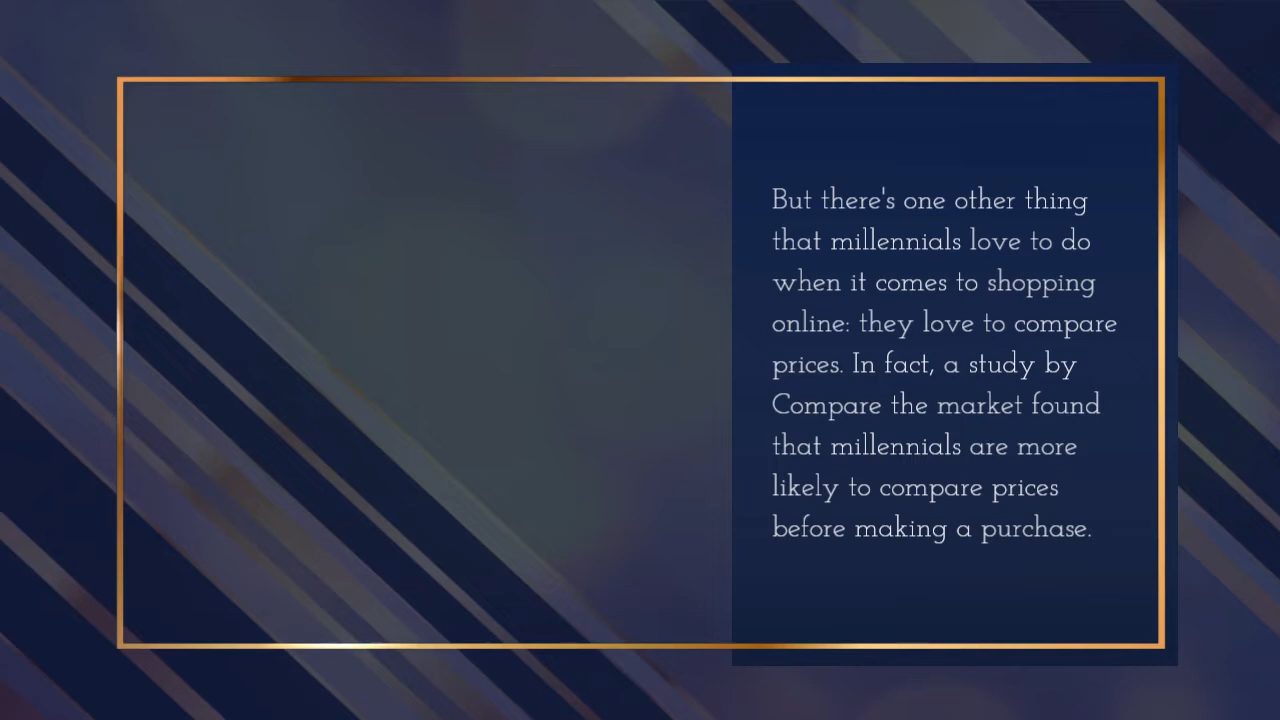 But there's one other thing
that millennials love to do
when it comes to shopping
online: they love to compare
prices. In fact, a study by
Compare the market found
that millennials are more
likely to compare prices
before making a purchase.